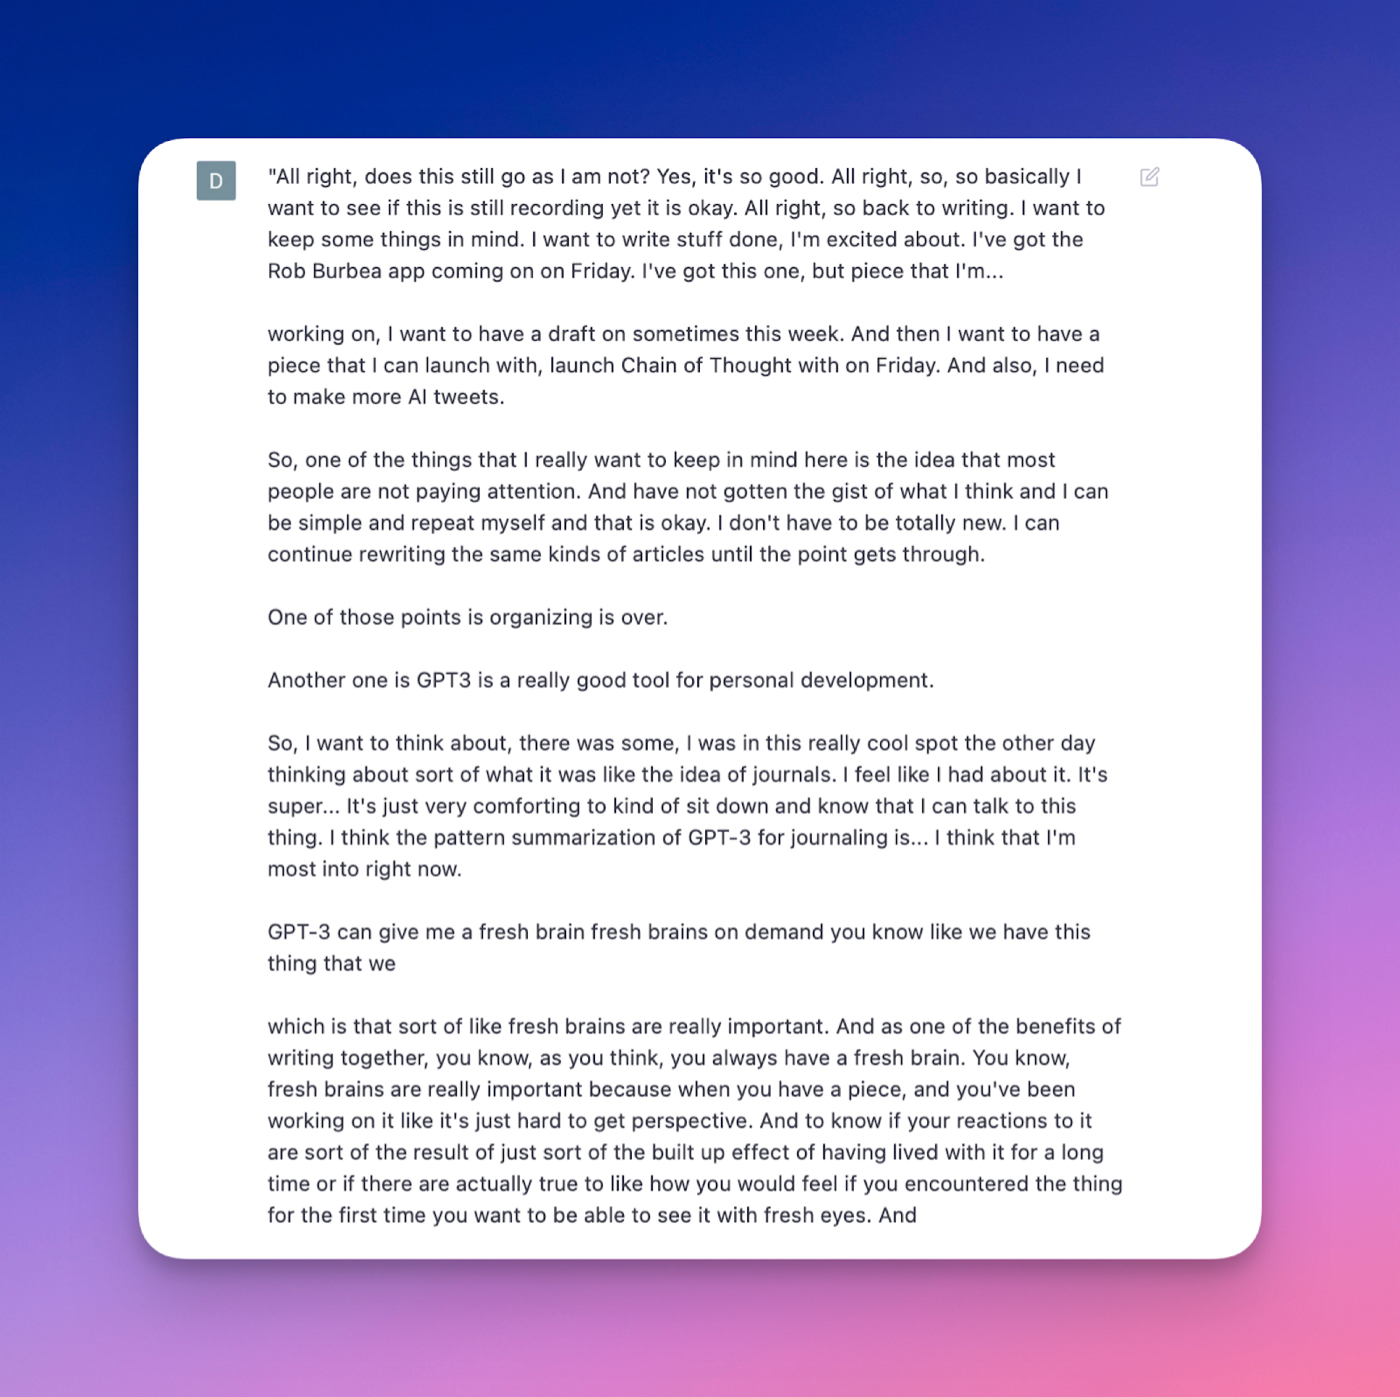 D
"All right, does this still go as I am not? Yes, it's so good. All right, so, so basically I
want to see if this is still recording yet it is okay. All right, so back to writing. I want to
keep some things in mind. I want to write stuff done, I'm excited about. I've got the
Rob Burbea app coming on on Friday. I've got this one, but piece that I'm...
working on, I want to have a draft on sometimes this week. And then I want to have a
piece that I can launch with, launch Chain of Thought with on Friday. And also, I need
to make more AI tweets.
So, one of the things that I really want to keep in mind here is the idea that most
people are not paying attention. And have not gotten the gist of what I think and I can
be simple and repeat myself and that is okay. I don't have to be totally new. I can
continue rewriting the same kinds of articles until the point gets through.
One of those points is organizing is over.
Another one is GPT3 is a really good tool for personal development.
So, I want to think about, there was some, I was in this really cool spot the other day
thinking about sort of what it was like the idea of journals. I feel like I had about it. It's
super... It's just very comforting to kind of sit down and know that I can talk to this
thing. I think the pattern summarization of GPT-3 for journaling is... I think that I'm
most into right now.
GPT-3 can give me a fresh brain fresh brains on demand you know like we have this
thing that we
which is that sort of like fresh brains are really important. And as one of the benefits of
writing together, you know, as you think, you always have a fresh brain. You know,
fresh brains are really important because when you have a piece, and you've been
working on it like it's just hard to get perspective. And to know if your reactions to it
are sort of the result of just sort of the built up effect of having lived with it for a long
time or if there are actually true to like how you would feel if you encountered the thing
for the first time you want to be able to see it with fresh eyes. And